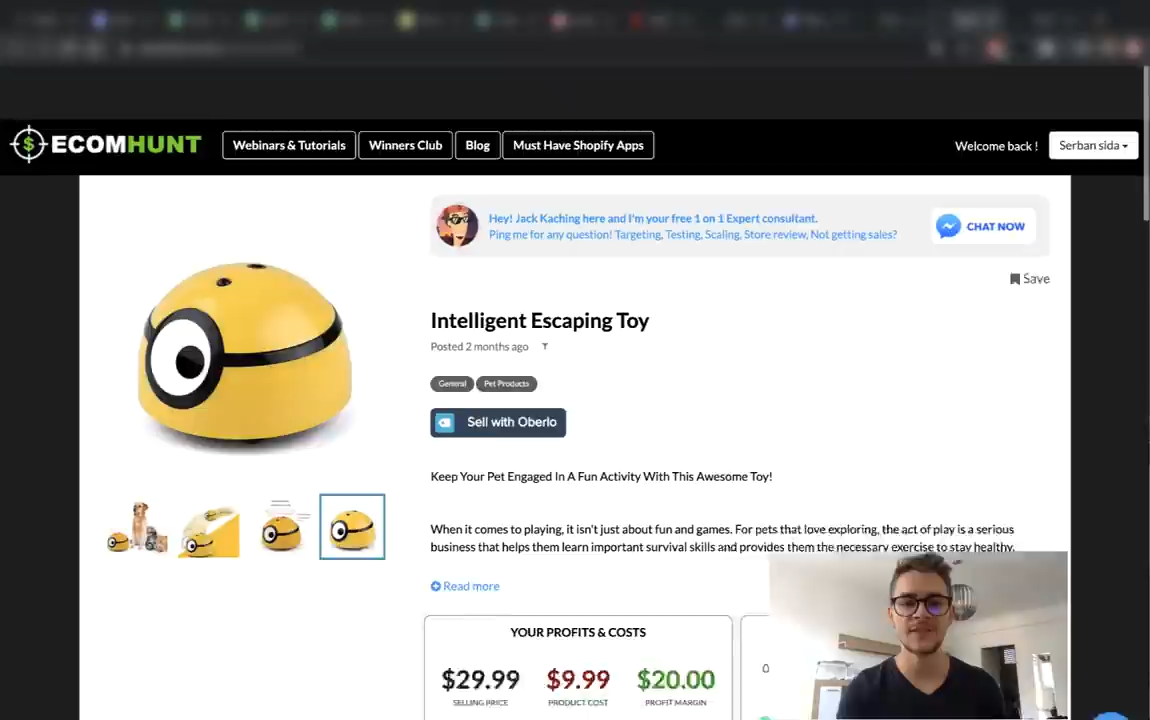 ECOMHUNT
Webinars & Tutorials
Winners Club
Blog
Must Have Shopify Apps
Welcome back !
Serban sida
Hey! Jack Kaching here and I'm your free 1 on 1 Expert consultant.
Ping me for any question! Targeting, Testing, Scaling, Store review, Not getting sales?
CHAT NOW
Save
Intelligent Escaping Toy
Posted 2 months ago
General
Pet Products
Sell with Oberlo
Keep Your Pet Engaged In A Fun Activity With This Awesome Toy!
When it comes to playing, it isn't just about fun and games. For pets that love exploring, the act of play is a serious
business that helps them learn important survival skills and provides them the necessary exercise to stay healthy.
Read more
YOUR PROFITS & COSTS
$29.99
$9.99
$20.00
SELLING PRICE
PRODUCT COST
PROFIT MARGIN
0